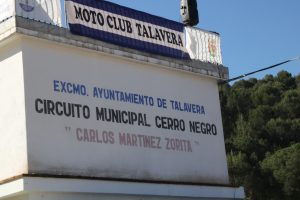 MOTO CLUB TALAVERA
EXCMO. AYUNTAMIENTO DE TALAVERA
CIRCUITO MUNICIPAL CERRO NEGRO
" CARLOS MARTINEZ ZORITA "